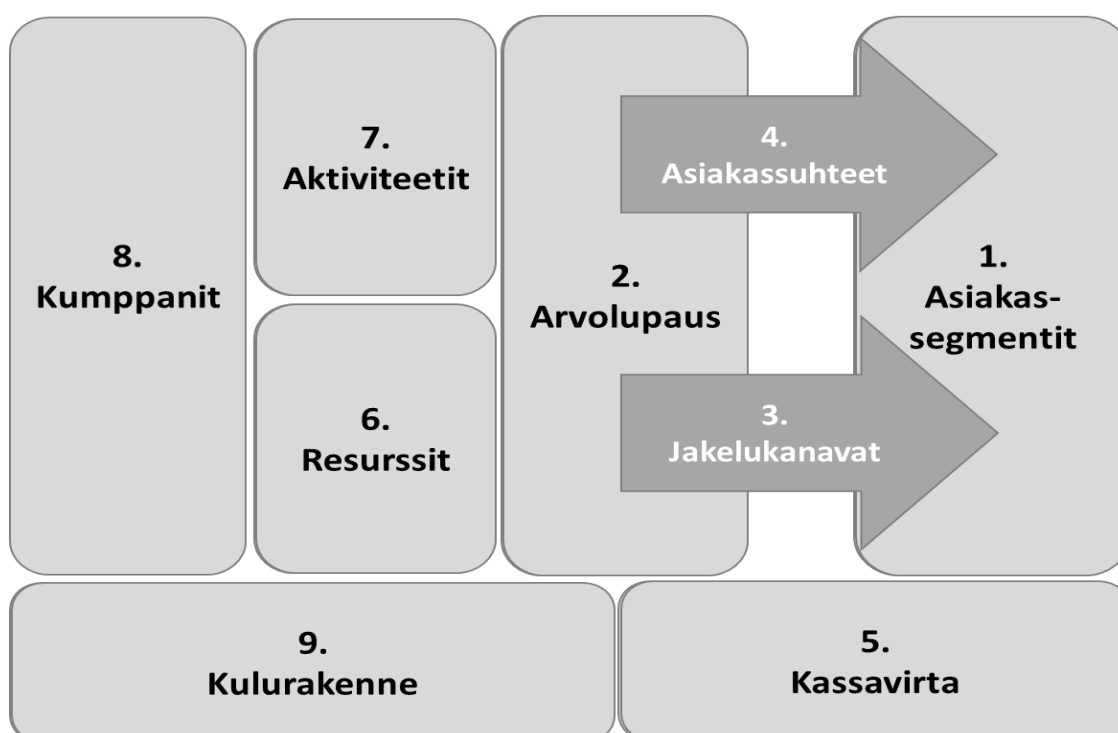 8.
Kumppanit
7.
Aktiviteetit
6.
Resurssit
2.
Arvolupaus
4.
Asiakassuhteet
3.
Jakelukanavat
1.
Asiakas-
segmentit
9.
Kulurakenne
5.
Kassavirta